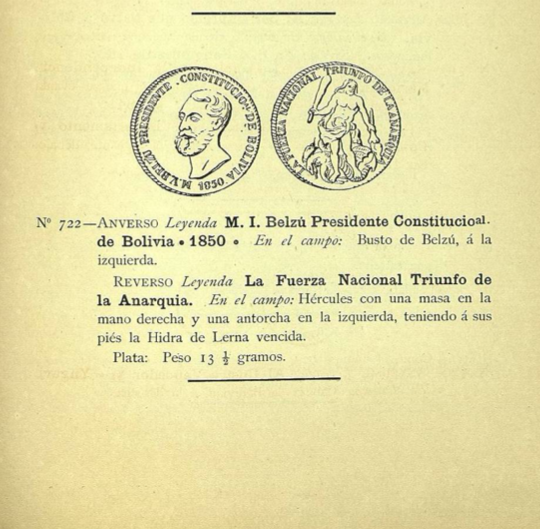 M. V. BELZU PRESIDENTE . CONSTITUCIO^AL. DE BOLIVIA. 1850.
LA FUERZA NACIONAL TRIUNFO DE LA ANARQUIA
Nº 722—ANVERSO Leyenda M. I. Belzú Presidente Constitucioal.
de Bolivia • 1850 • En el campo: Busto de Belzú, á la
izquierda.
REVERSO Leyenda La Fuerza Nacional Triunfo de
la Anarquia. En el campo: Hércules con una masa en la
mano derecha y una antorcha en la izquierda, teniendo á sus
piés la Hidra de Lerna vencida.
Plata: Peso 13 ½ gramos.